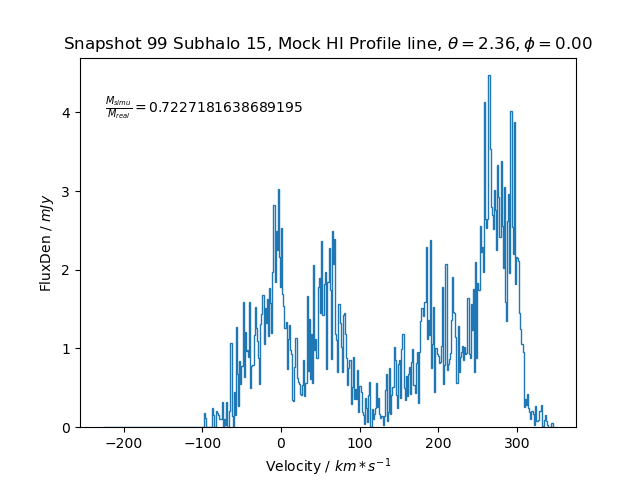 Snapshot 99 Subhalo 15, Mock HI Profile line, θ = 2.36, ϕ = 0.00
M_simu/M_real = 0.7227181638689195
FluxDen / mJy
4
3
2
1
0
−200 −100 0 100 200 300
Velocity / km * s⁻¹